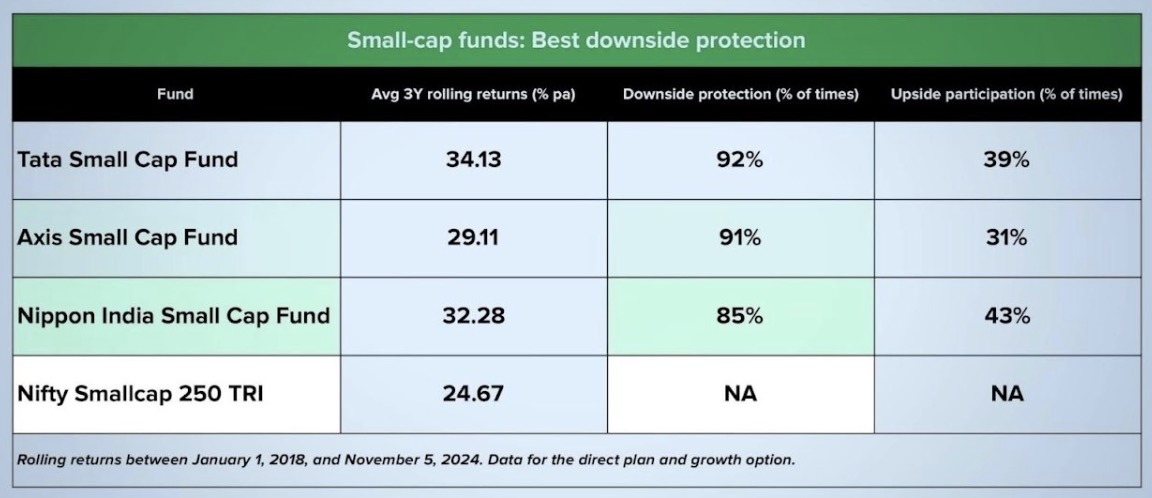 Small-cap funds: Best downside protection
Fund Avg 3Y rolling returns (% pa) Downside protection (% of times) Upside participation (% of times)
Tata Small Cap Fund 34.13 92% 39%
Axis Small Cap Fund 29.11 91% 31%
Nippon India Small Cap Fund 32.28 85% 43%
Nifty Smallcap 250 TRI 24.67 NA NA
Rolling returns between January 1, 2018, and November 5, 2024. Data for the direct plan and growth option.